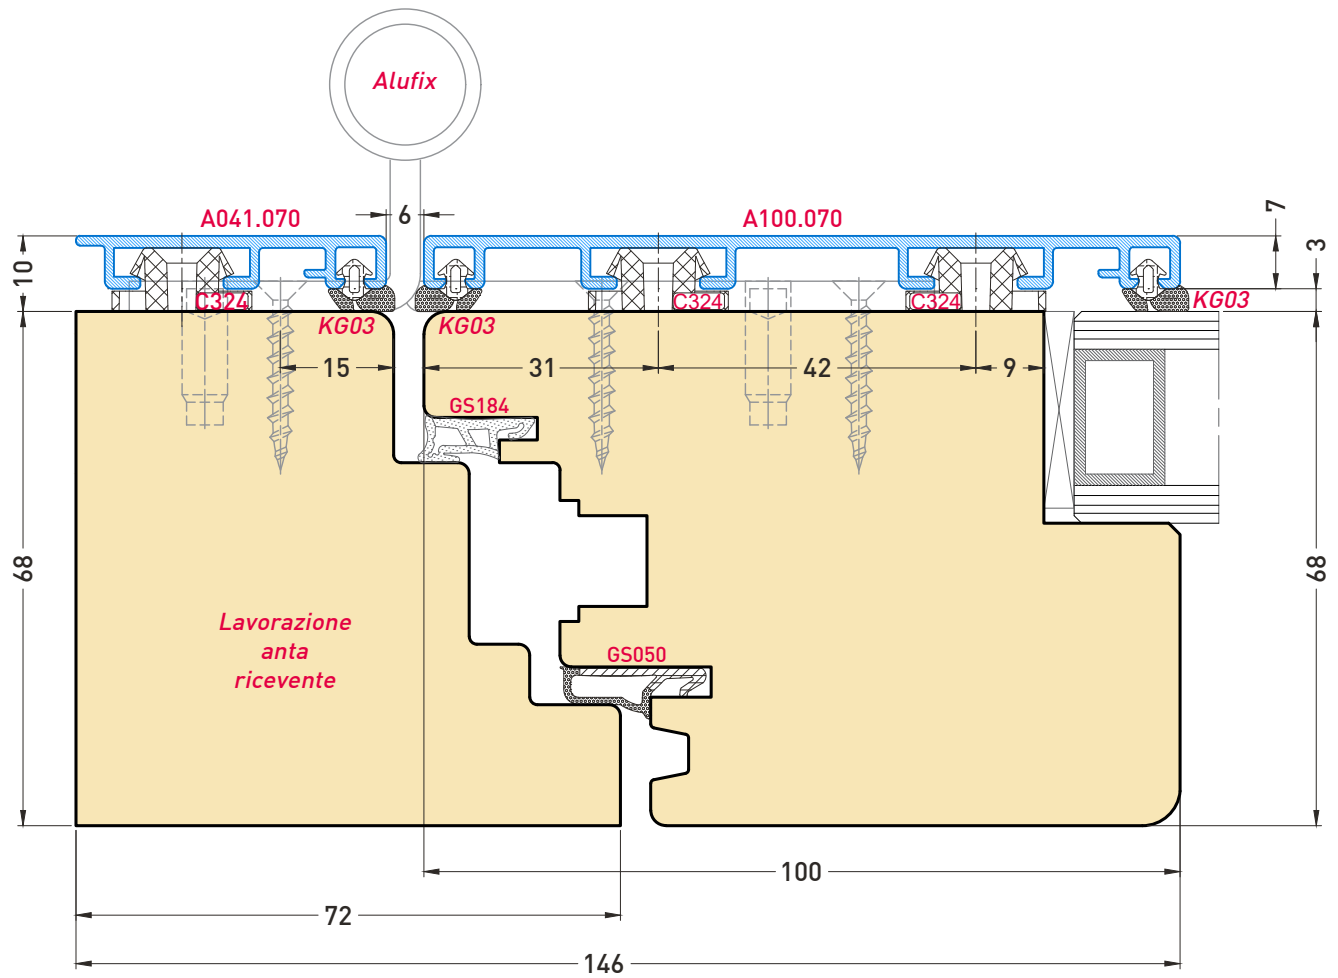 Alufix
A041.070
6
A100.070
7
3
10
C324
C324
C324
KG03
KG03
KG03
15
31
42
9
GS184
68
68
Lavorazione
anta
ricevente
GS050
100
72
146